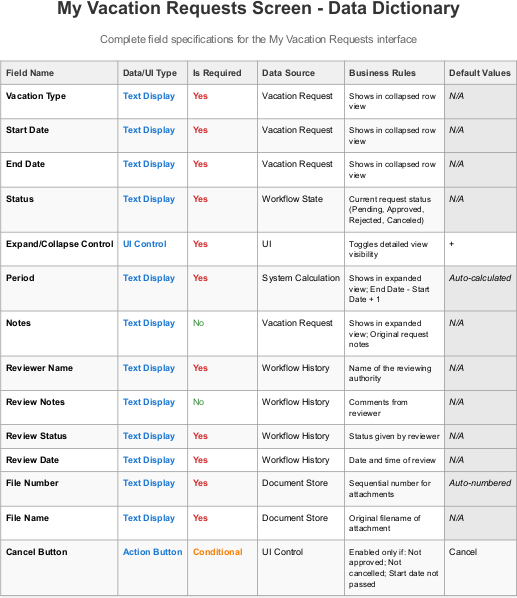 My Vacation Requests Screen - Data Dictionary
Complete field specifications for the My Vacation Requests interface
Field Name Data/UI Type Is Required Data Source Business Rules Default Values
Vacation Type Text Display Yes Vacation Request Shows in collapsed row N/A
view
Start Date Text Display Yes Vacation Request Shows in collapsed row N/A
view
End Date Text Display Yes Vacation Request Shows in collapsed row N/A
view
Status Text Display Yes Workflow State Current request status N/A
(Pending, Approved,
Rejected, Canceled)
Expand/Collapse Control UI Control Yes UI Toggles detailed view +
visibility
Period Text Display Yes System Calculation Shows in expanded Auto-calculated
view; End Date - Start
Date + 1
Notes Text Display No Vacation Request Shows in expanded N/A
view; Original request
notes
Reviewer Name Text Display Yes Workflow History Name of the reviewing N/A
authority
Review Notes Text Display No Workflow History Comments from N/A
reviewer
Review Status Text Display Yes Workflow History Status given by reviewer N/A
Review Date Text Display Yes Workflow History Date and time of review N/A
File Number Text Display Yes Document Store Sequential number for Auto-numbered
attachments
File Name Text Display Yes Document Store Original filename of N/A
attachment
Cancel Button Action Button Conditional UI Control Enabled only if: Not Cancel
approved; Not
cancelled; Start date not
passed